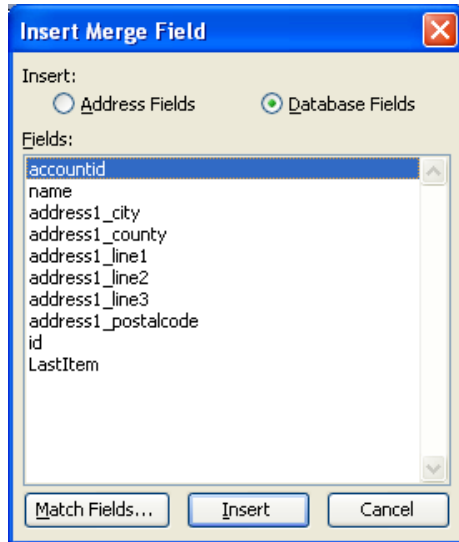 Insert Merge Field
Insert:
Address Fields Database Fields
Fields:
accountid
name
address1_city
address1_county
address1_line1
address1_line2
address1_line3
address1_postalcode
id
LastItem
Match Fields... Insert Cancel